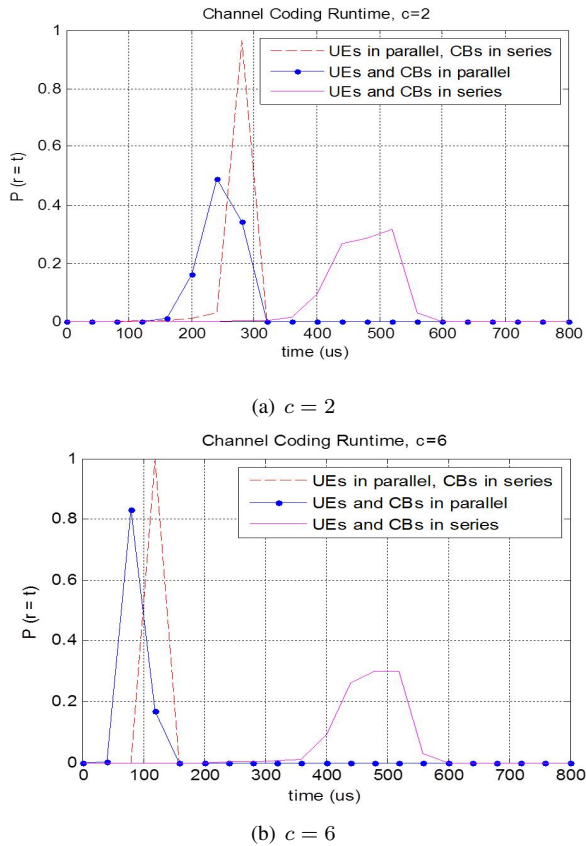 Channel Coding Runtime, c=2
UEs in parallel, CBs in series
UEs and CBs in parallel
UEs and CBs in series
P (r = t)
1
0.8
0.6
0.4
0.2
0
0 100 200 300 400 500 600 700 800
time (us)
(a) c = 2
Channel Coding Runtime, c=6
UEs in parallel, CBs in series
UEs and CBs in parallel
UEs and CBs in series
P (r = t)
1
0.8
0.6
0.4
0.2
0
0 100 200 300 400 500 600 700 800
time (us)
(b) c = 6